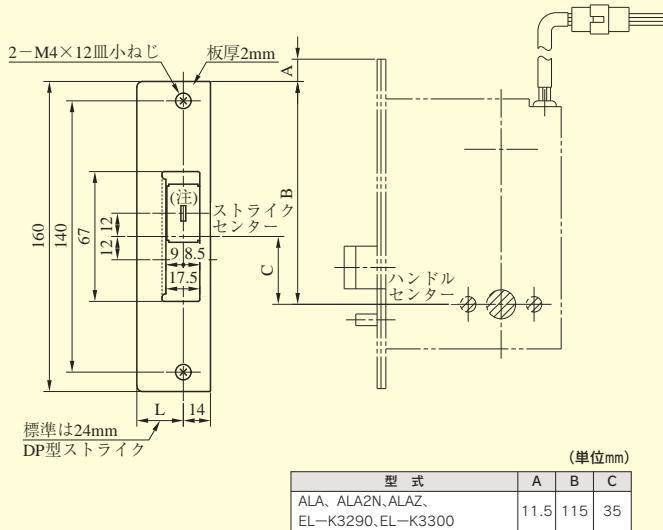 2−M4×12皿小ねじ
板厚2mm
A
B
C
160
140
67
12
12
(注)
ストライク
センター
9
8.5
17.5
ハンドル
センター
L
14
標準は24mm
DP型ストライク
(単位mm)
型 式 A B C
ALA、ALA2N、ALAZ、
EL−K3290、EL−K3300 11.5 115 35